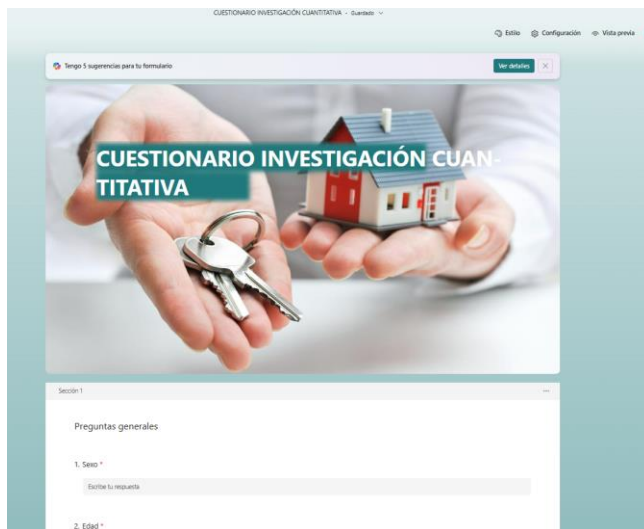 CUESTIONARIO INVESTIGACIÓN CUANTITATIVA - Guardado
Estilo Configuración Vista previa
Tengo 5 sugerencias para tu formulario
Ver detalles
CUESTIONARIO INVESTIGACIÓN CUAN-
TITATIVA
Sección 1
Preguntas generales
1. Sexo *
Escribe tu respuesta
2. Edad *